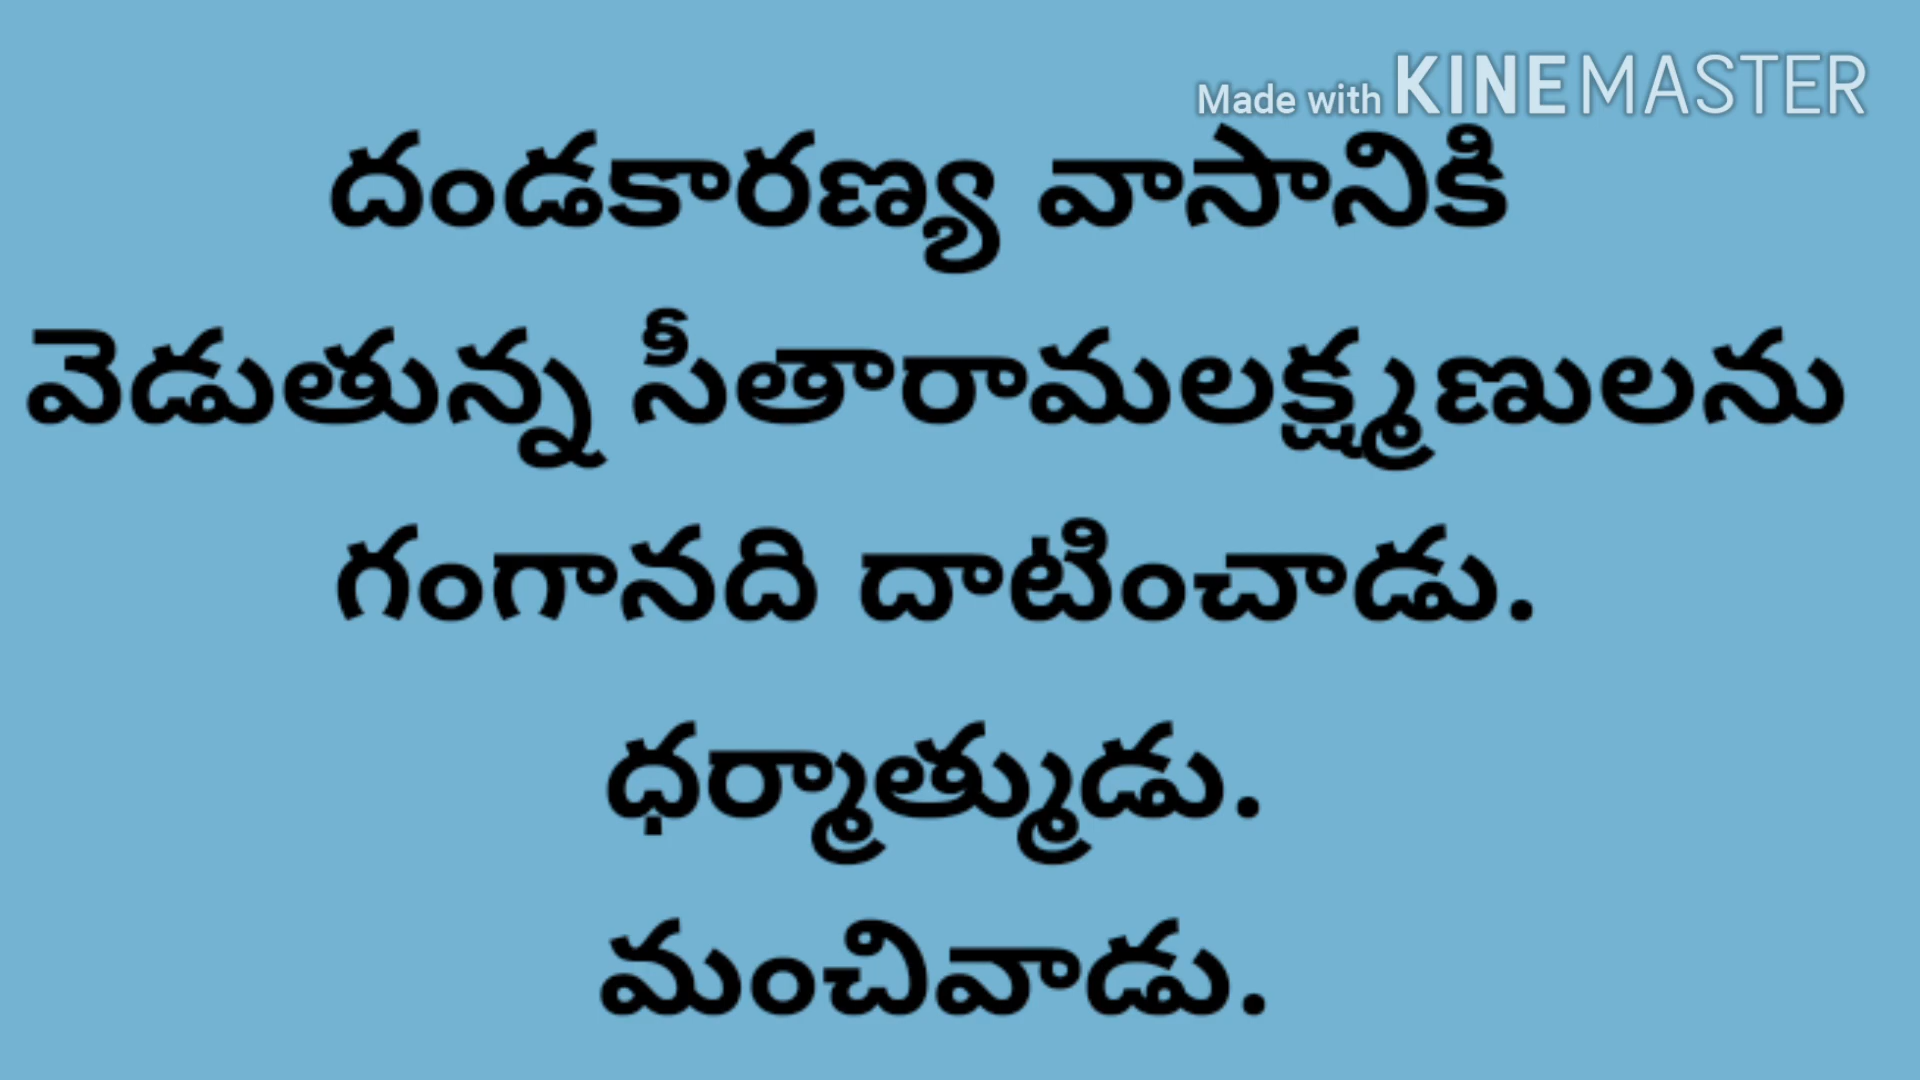 Made with KINEMASTER
దండకారణ్య వాసానికి
వెడుతున్న సీతారామలక్ష్మణులను
గంగానది దాటించాడు.
ధర్మాత్ముడు.
మంచివాడు.